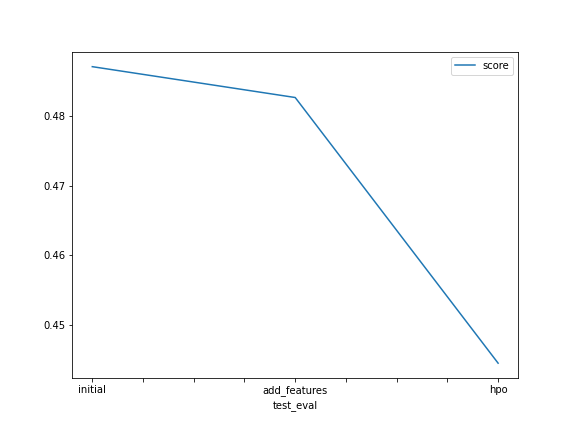 score
0.48
0.47
0.46
0.45
initial add_features hpo
test_eval